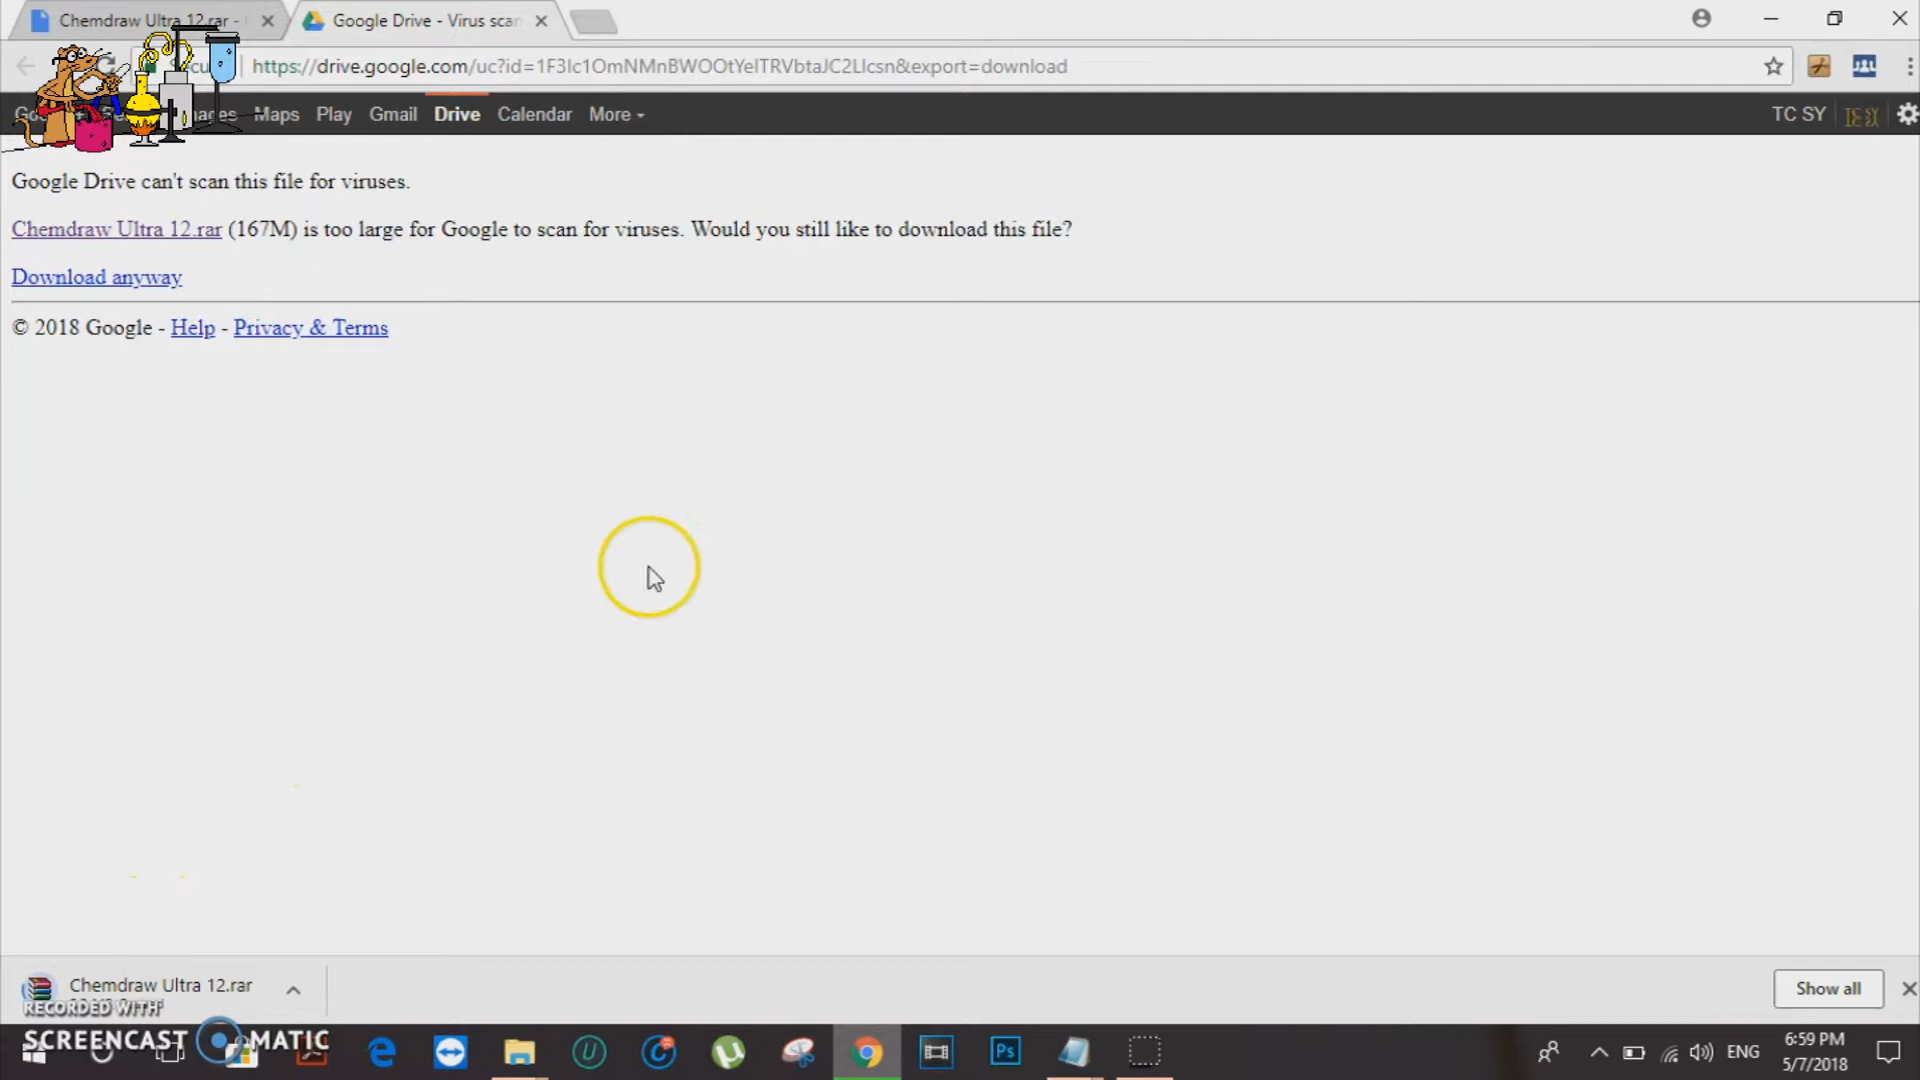 Chemdraw Ultra 12.rar -
Google Drive - Virus scan
https://drive.google.com/uc?id=1F3Ic1OmNMnBWOOtYeITRVbtaJC2LIcsn&export=download
Maps Play Gmail Drive Calendar More
TC SY
Google Drive can't scan this file for viruses.
Chemdraw Ultra 12.rar (167M) is too large for Google to scan for viruses. Would you still like to download this file?
Download anyway
© 2018 Google - Help - Privacy & Terms
Chemdraw Ultra 12.rar
Show all
RECORDED WITH
SCREENCAST MATIC
Ps
ENG
6:59 PM
5/7/2018